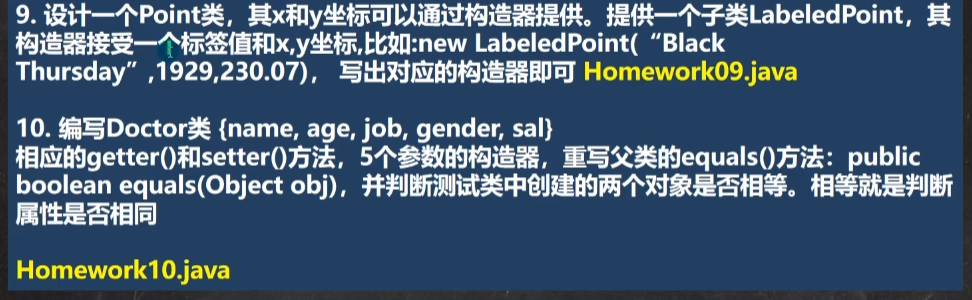 9. 设计一个Point类，其x和y坐标可以通过构造器提供。提供一个子类LabeledPoint，其
构造器接受一个标签值和x,y坐标,比如:new LabeledPoint(“Black
Thursday”,1929,230.07)， 写出对应的构造器即可 Homework09.java
10. 编写Doctor类 {name, age, job, gender, sal}
相应的getter()和setter()方法，5个参数的构造器，重写父类的equals()方法：public
boolean equals(Object obj)，并判断测试类中创建的两个对象是否相等。相等就是判断
属性是否相同
Homework10.java